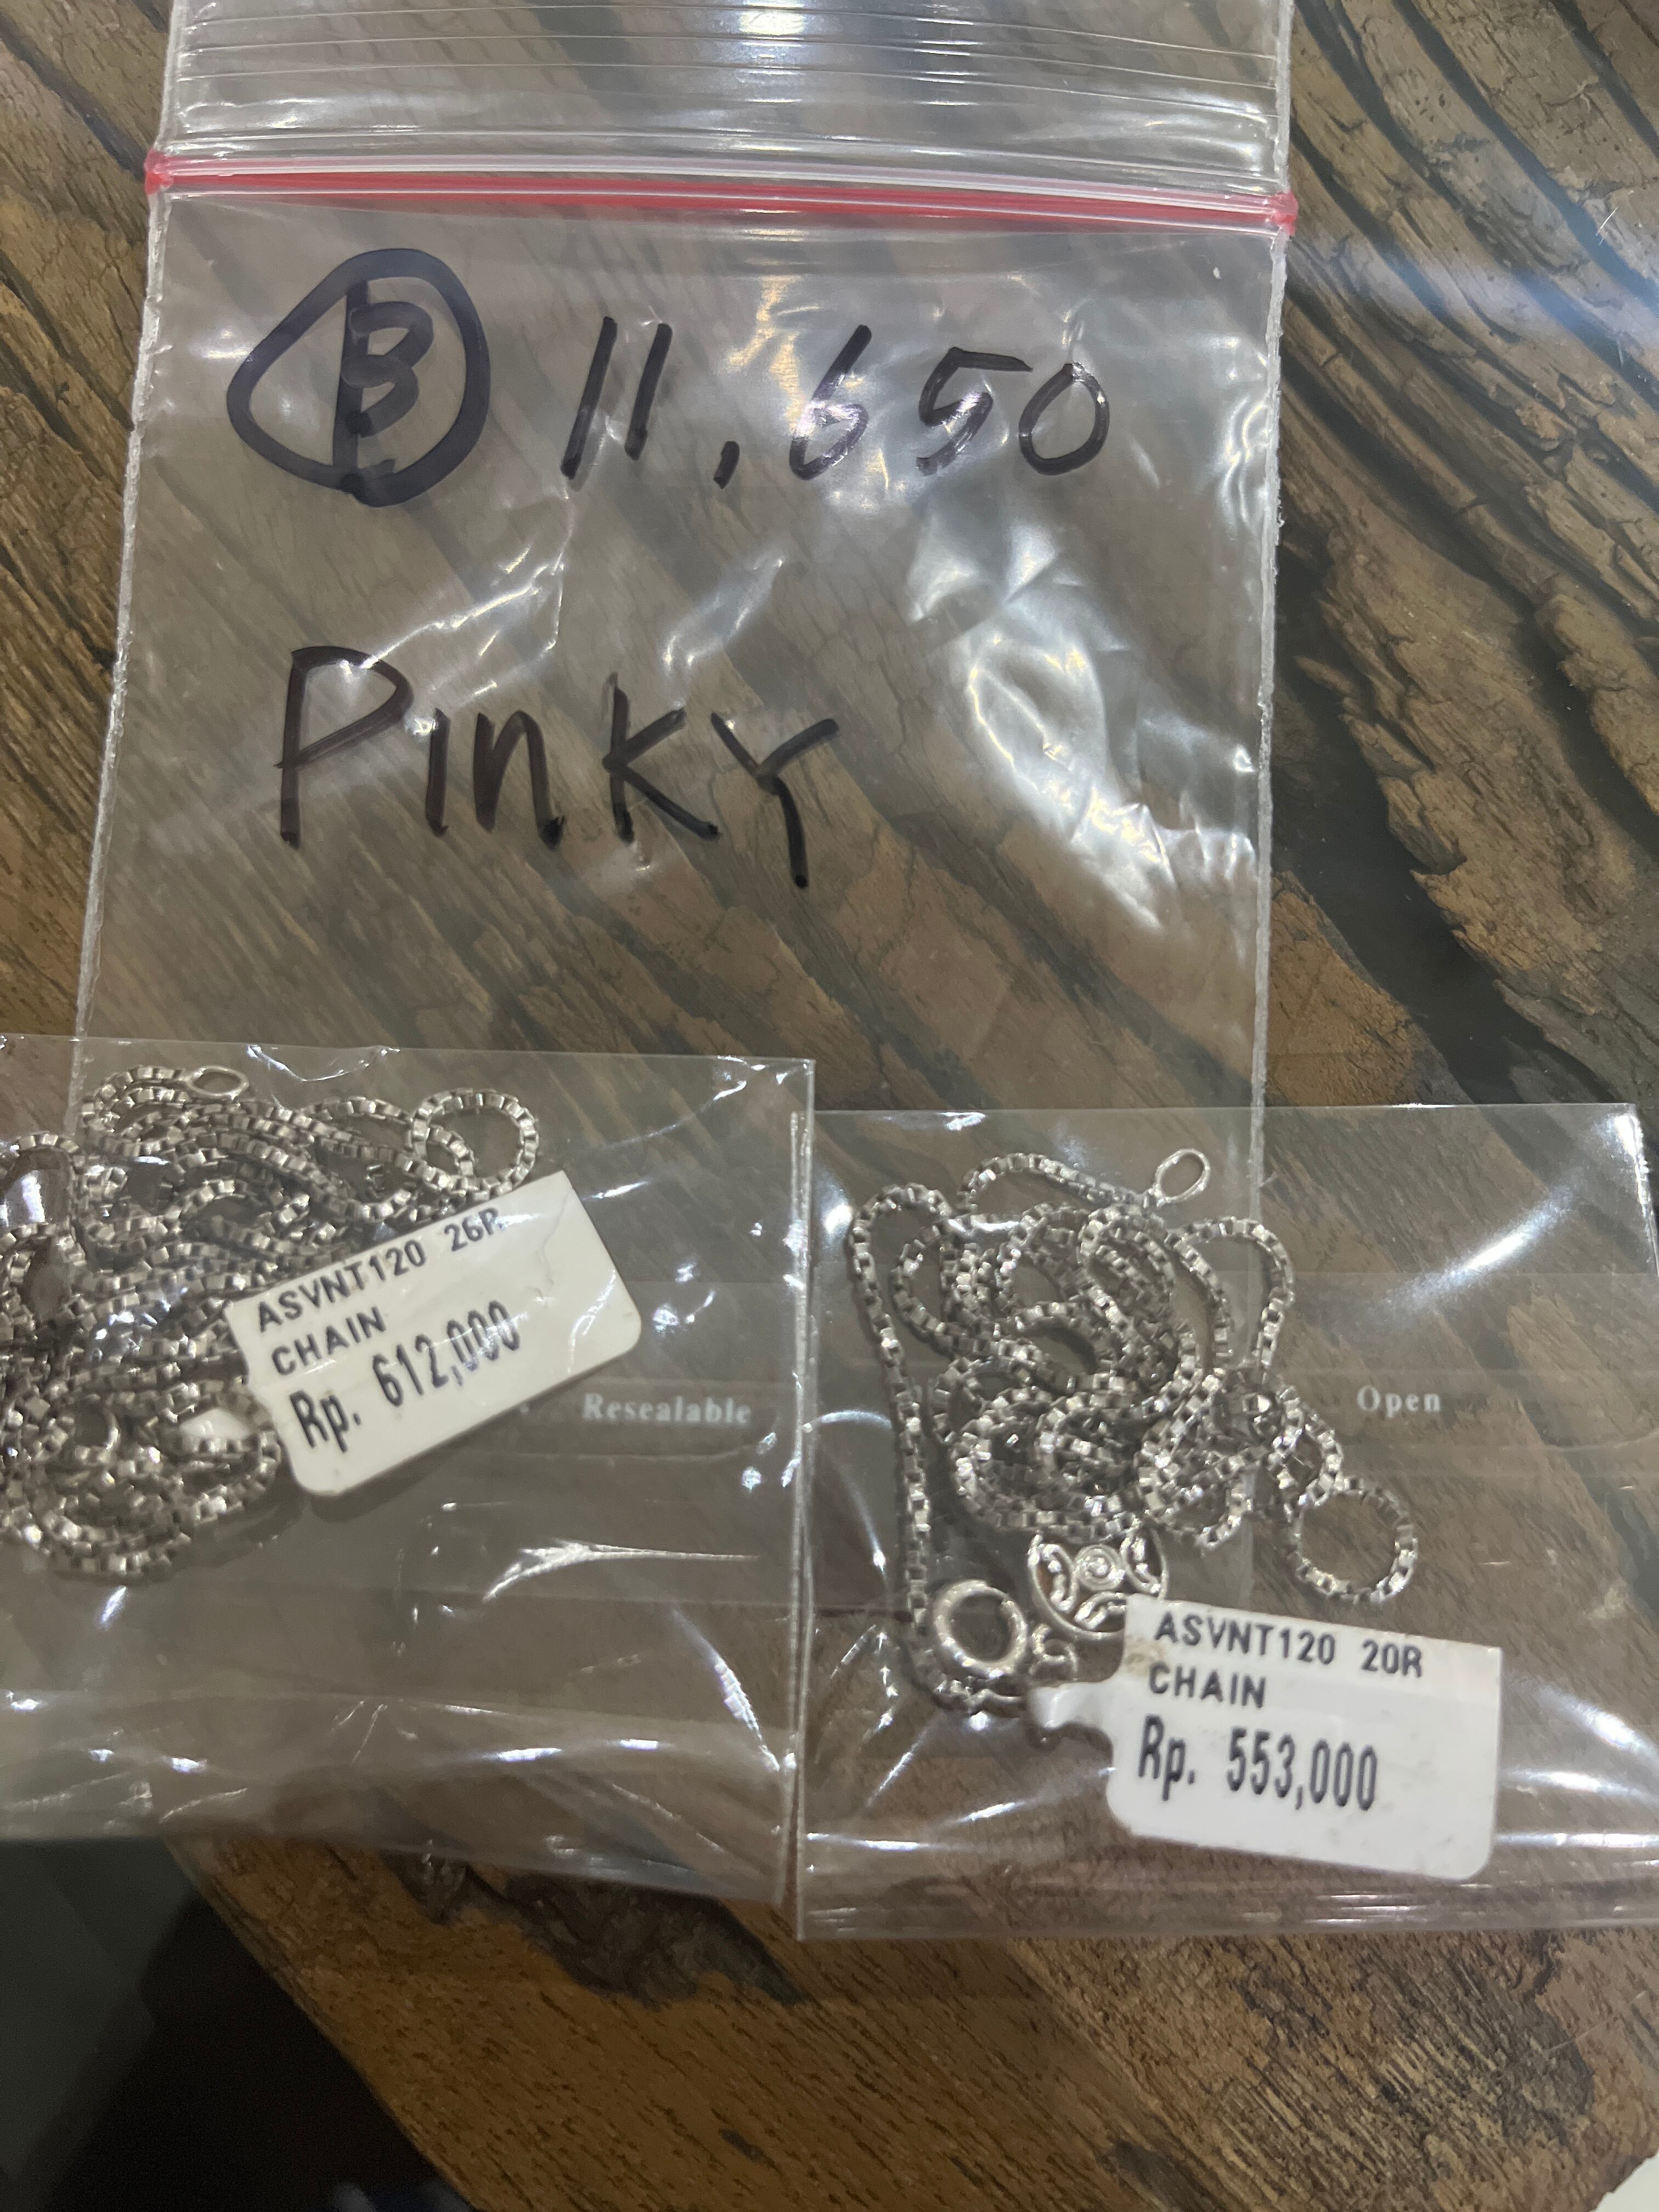 B 11,650
Pinky
ASVNT120 26R
CHAIN
Rp. 612,000
Resealable
Open
ASVNT120 20R
CHAIN
Rp. 553,000